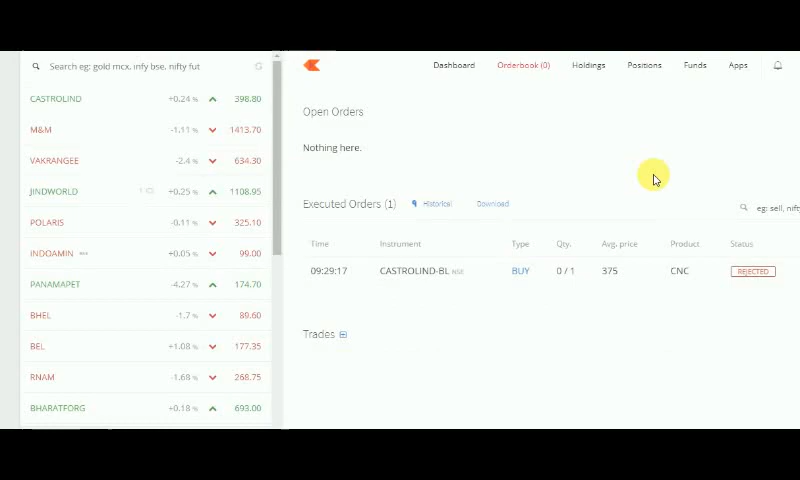 Search eg: gold mcx, infy bse, nifty fut
Dashboard Orderbook (0) Holdings Positions Funds Apps
CASTROLIND +0.24 % 398.80
M&M -1.11 % 1413.70
VAKRANGEE -2.4 % 634.30
JINDWORLD 1 +0.25 % 1108.95
POLARIS -0.11 % 325.10
INDOAMIN +0.05 % 99.00
PANAMAPET -4.27 % 174.70
BHEL -1.7 % 89.60
BEL +1.08 % 177.35
RNAM -1.68 % 268.75
BHARATFORG +0.18 % 693.00
Open Orders
Nothing here.
Executed Orders (1) Historical Download eg: sell, nifty
Time Instrument Type Qty. Avg. price Product Status
09:29:17 CASTROLIND-BL NSE BUY 0 / 1 375 CNC REJECTED
Trades